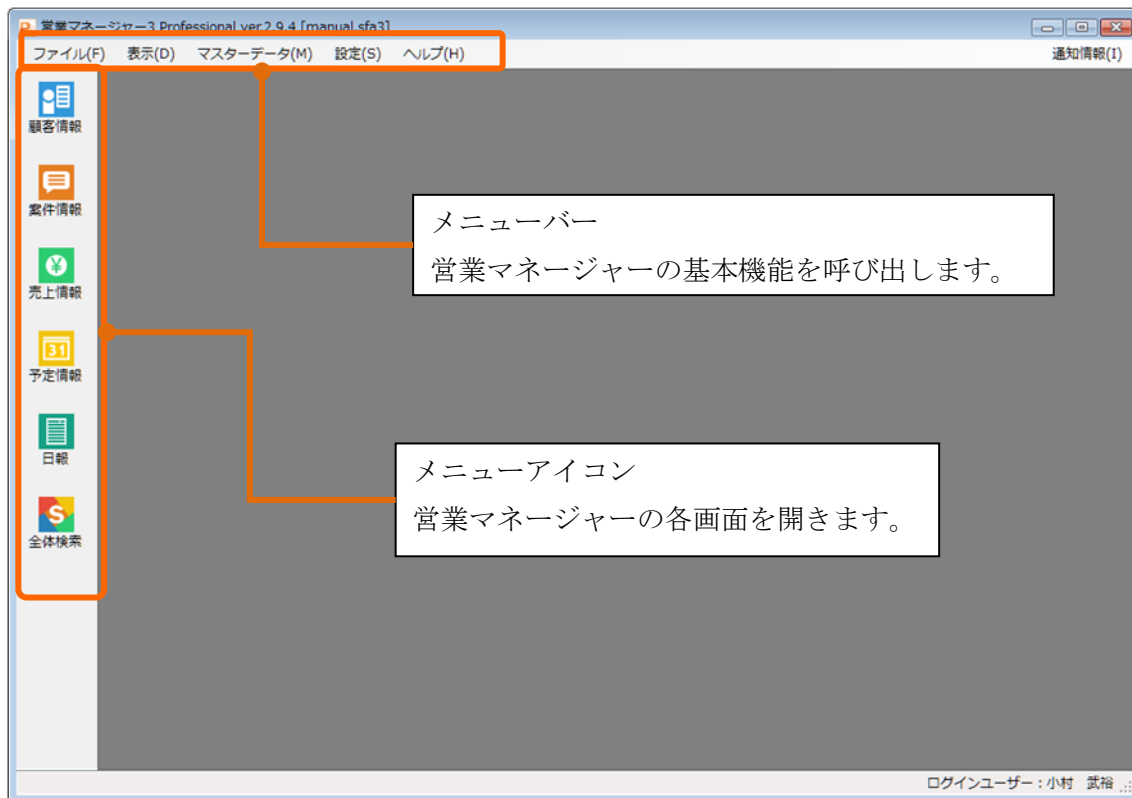 営業マネージャー3 Professional ver.2.9.4 [manual.sfa3]
ファイル(F) 表示(D) マスターデータ(M) 設定(S) ヘルプ(H) 通知情報(I)
顧客情報
案件情報
売上情報
31
予定情報
日報
S
全体検索
メニューバー
営業マネージャーの基本機能を呼び出します。
メニューアイコン
営業マネージャーの各画面を開きます。
ログインユーザー：小村 武裕